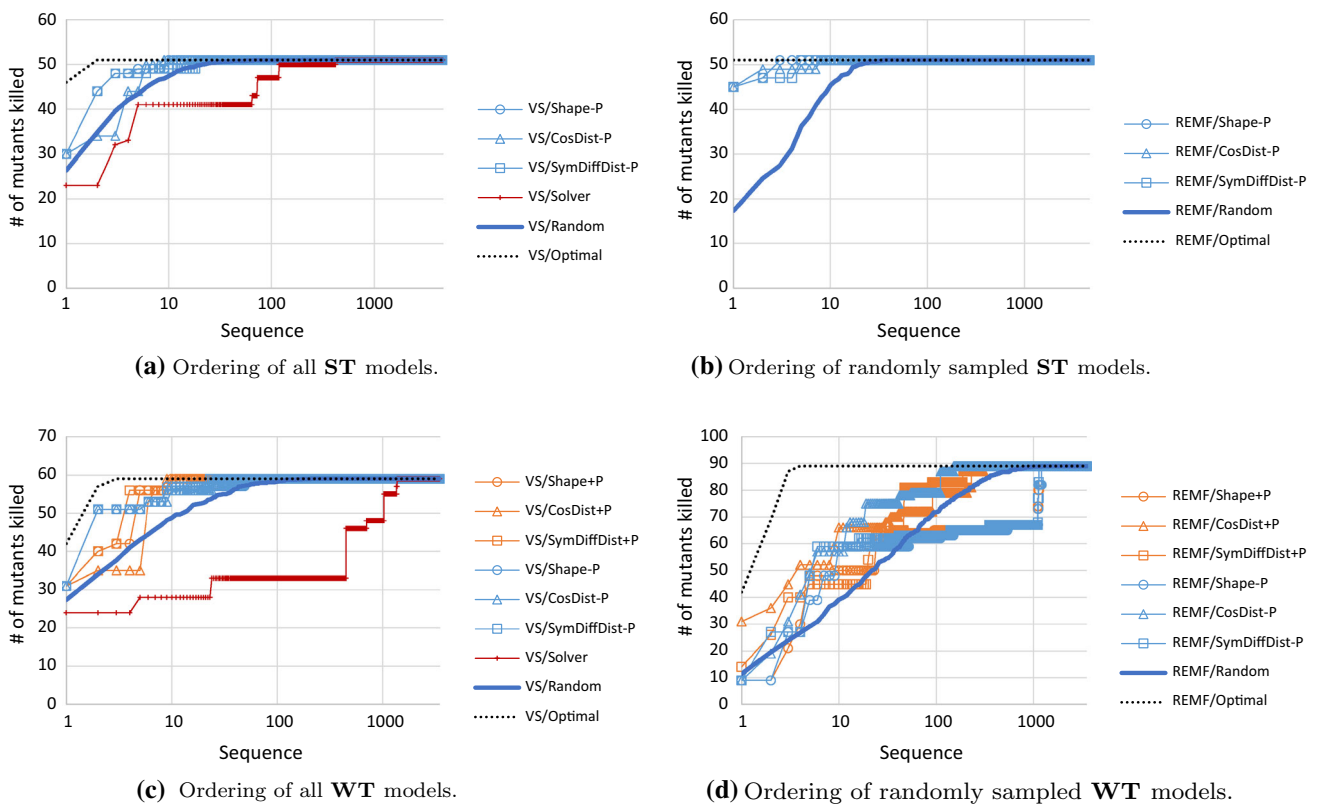 # of mutants killed
60
50
40
30
20
10
0
1
10
100
1000
Sequence
VS/Shape-P
VS/CosDist-P
VS/SymDiffDist-P
VS/Solver
VS/Random
VS/Optimal
(a) Ordering of all ST models.
# of mutants killed
60
50
40
30
20
10
0
1
10
100
1000
Sequence
REMF/Shape-P
REMF/CosDist-P
REMF/SymDiffDist-P
REMF/Random
REMF/Optimal
(b) Ordering of randomly sampled ST models.
# of mutants killed
70
60
50
40
30
20
10
0
1
10
100
1000
Sequence
VS/Shape+P
VS/CosDist+P
VS/SymDiffDist+P
VS/Shape-P
VS/CosDist-P
VS/SymDiffDist-P
VS/Solver
VS/Random
VS/Optimal
(c) Ordering of all WT models.
# of mutants killed
100
90
80
70
60
50
40
30
20
10
0
1
10
100
1000
Sequence
REMF/Shape+P
REMF/CosDist+P
REMF/SymDiffDist+P
REMF/Shape-P
REMF/CosDist-P
REMF/SymDiffDist-P
REMF/Random
REMF/Optimal
(d) Ordering of randomly sampled WT models.